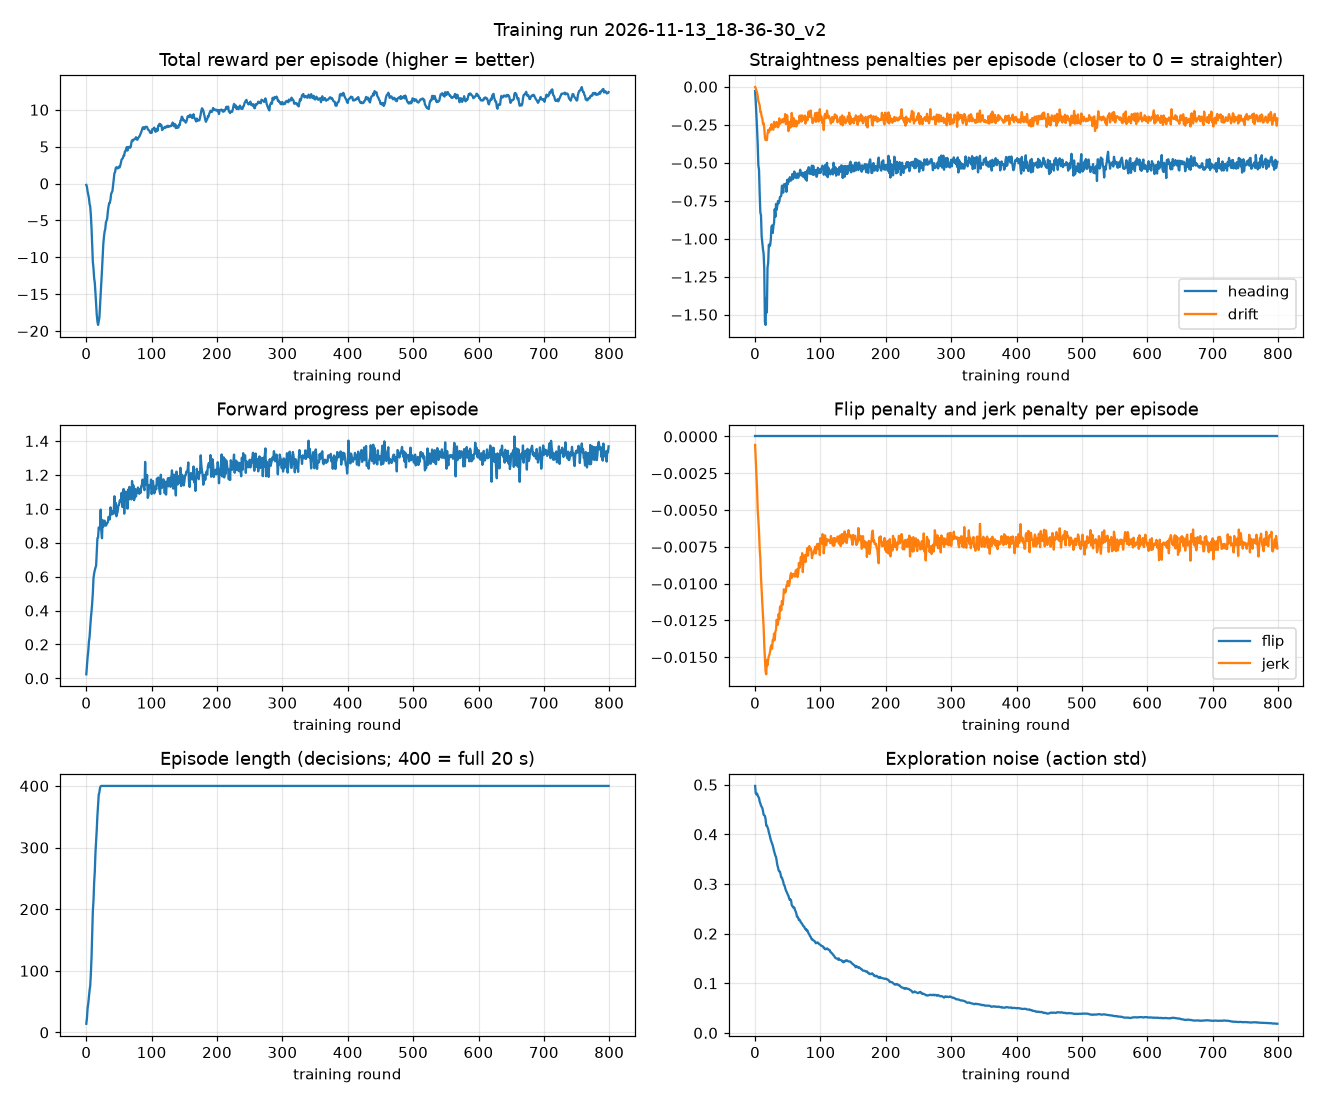 Training run 2026-11-13_18-36-30_v2
Total reward per episode (higher = better)
10
5
0
−5
−10
−15
−20
0 100 200 300 400 500 600 700 800
training round
Straightness penalties per episode (closer to 0 = straighter)
0.00
−0.25
−0.50
−0.75
−1.00
−1.25
−1.50
heading
drift
0 100 200 300 400 500 600 700 800
training round
Forward progress per episode
1.4
1.2
1.0
0.8
0.6
0.4
0.2
0.0
0 100 200 300 400 500 600 700 800
training round
Flip penalty and jerk penalty per episode
0.0000
−0.0025
−0.0050
−0.0075
−0.0100
−0.0125
−0.0150
flip
jerk
0 100 200 300 400 500 600 700 800
training round
Episode length (decisions; 400 = full 20 s)
400
300
200
100
0
0 100 200 300 400 500 600 700 800
training round
Exploration noise (action std)
0.5
0.4
0.3
0.2
0.1
0.0
0 100 200 300 400 500 600 700 800
training round